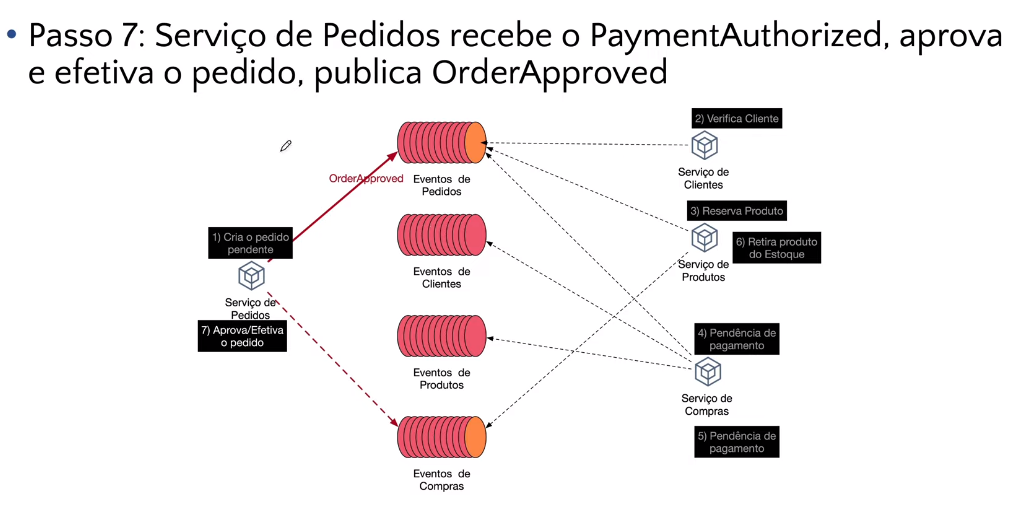 • Passo 7: Serviço de Pedidos recebe o PaymentAuthorized, aprova
e efetiva o pedido, publica OrderApproved
2) Verifica Cliente
Serviço de
Clientes
OrderApproved
Eventos de
Pedidos
3) Reserva Produto
1) Cria o pedido
pendente
6) Retira produto
do Estoque
Serviço de
Produtos
Eventos de
Clientes
Serviço de
Pedidos
7) Aprova/Efetiva
o pedido
4) Pendência de
pagamento
Eventos de
Produtos
Serviço de
Compras
5) Pendência de
pagamento
Eventos de
Compras